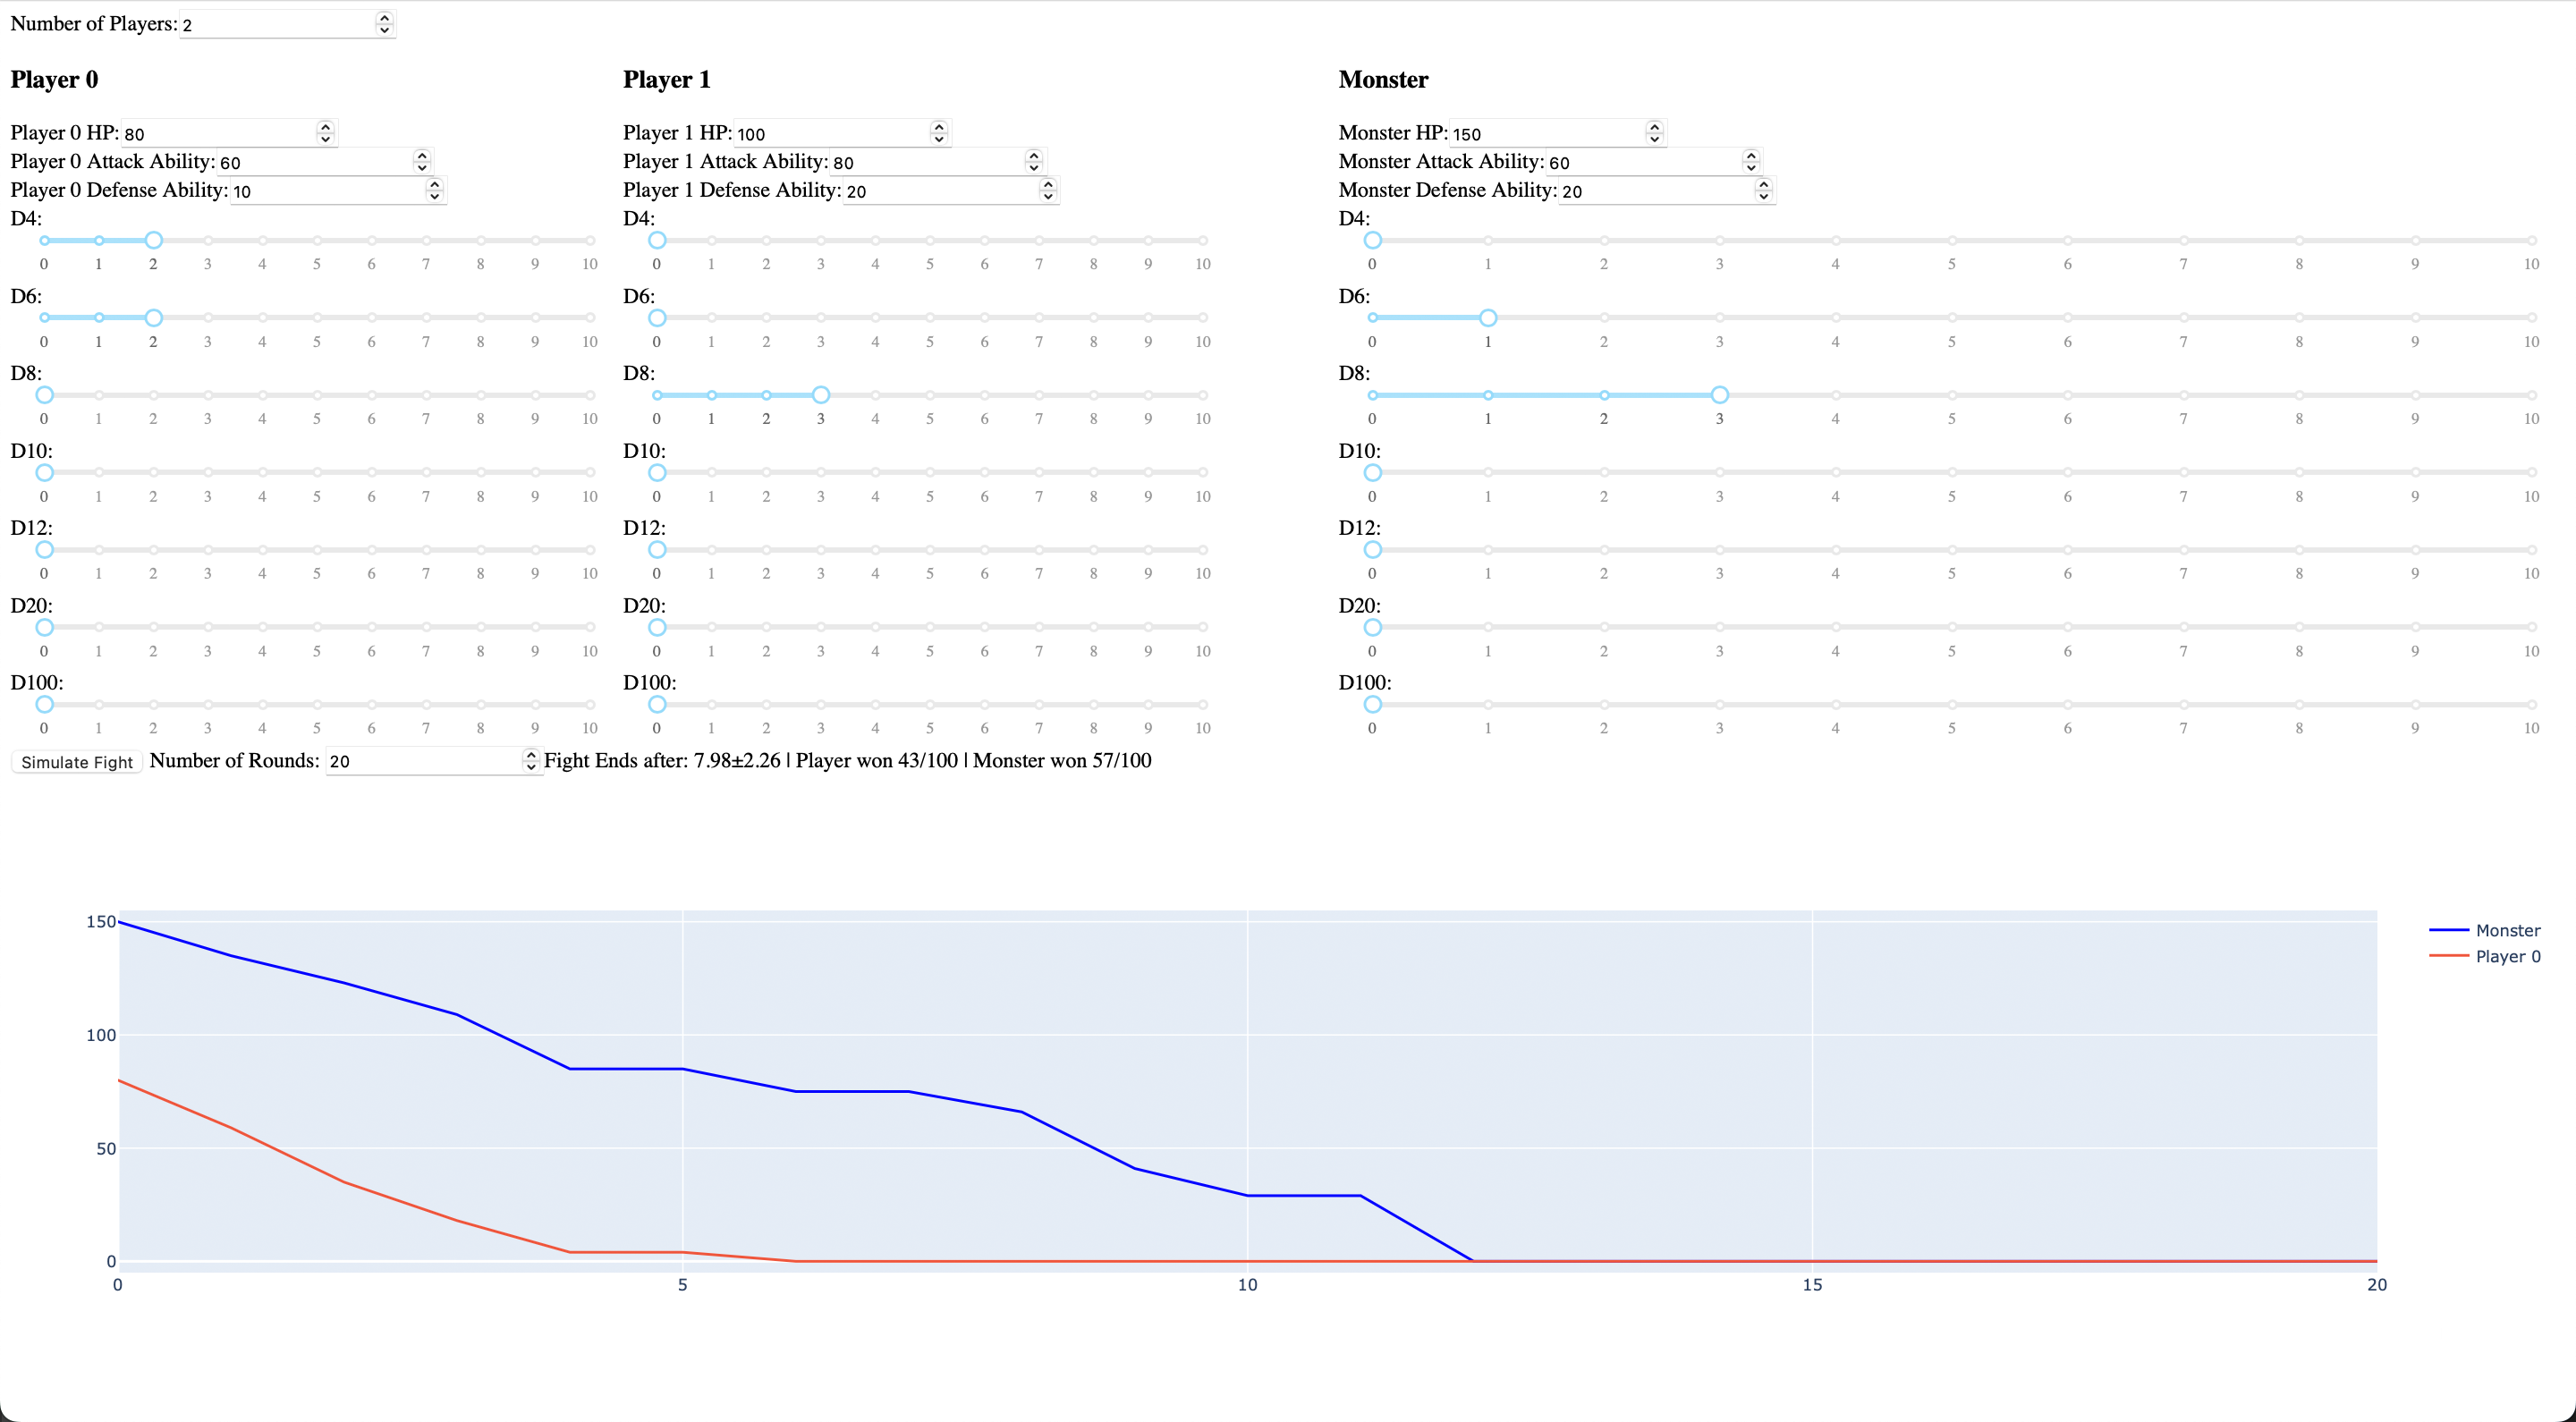 Number of Players: 2
Player 0
Player 0 HP: 80
Player 0 Attack Ability: 60
Player 0 Defense Ability: 10
D4:
0 1 2 3 4 5 6 7 8 9 10
D6:
0 1 2 3 4 5 6 7 8 9 10
D8:
0 1 2 3 4 5 6 7 8 9 10
D10:
0 1 2 3 4 5 6 7 8 9 10
D12:
0 1 2 3 4 5 6 7 8 9 10
D20:
0 1 2 3 4 5 6 7 8 9 10
D100:
0 1 2 3 4 5 6 7 8 9 10
Player 1
Player 1 HP: 100
Player 1 Attack Ability: 80
Player 1 Defense Ability: 20
D4:
0 1 2 3 4 5 6 7 8 9 10
D6:
0 1 2 3 4 5 6 7 8 9 10
D8:
0 1 2 3 4 5 6 7 8 9 10
D10:
0 1 2 3 4 5 6 7 8 9 10
D12:
0 1 2 3 4 5 6 7 8 9 10
D20:
0 1 2 3 4 5 6 7 8 9 10
D100:
0 1 2 3 4 5 6 7 8 9 10
Monster
Monster HP: 150
Monster Attack Ability: 60
Monster Defense Ability: 20
D4:
0 1 2 3 4 5 6 7 8 9 10
D6:
0 1 2 3 4 5 6 7 8 9 10
D8:
0 1 2 3 4 5 6 7 8 9 10
D10:
0 1 2 3 4 5 6 7 8 9 10
D12:
0 1 2 3 4 5 6 7 8 9 10
D20:
0 1 2 3 4 5 6 7 8 9 10
D100:
0 1 2 3 4 5 6 7 8 9 10
Simulate Fight Number of Rounds: 20 Fight Ends after: 7.98±2.26 | Player won 43/100 | Monster won 57/100
150
100
50
0
0 5 10 15 20
Monster
Player 0